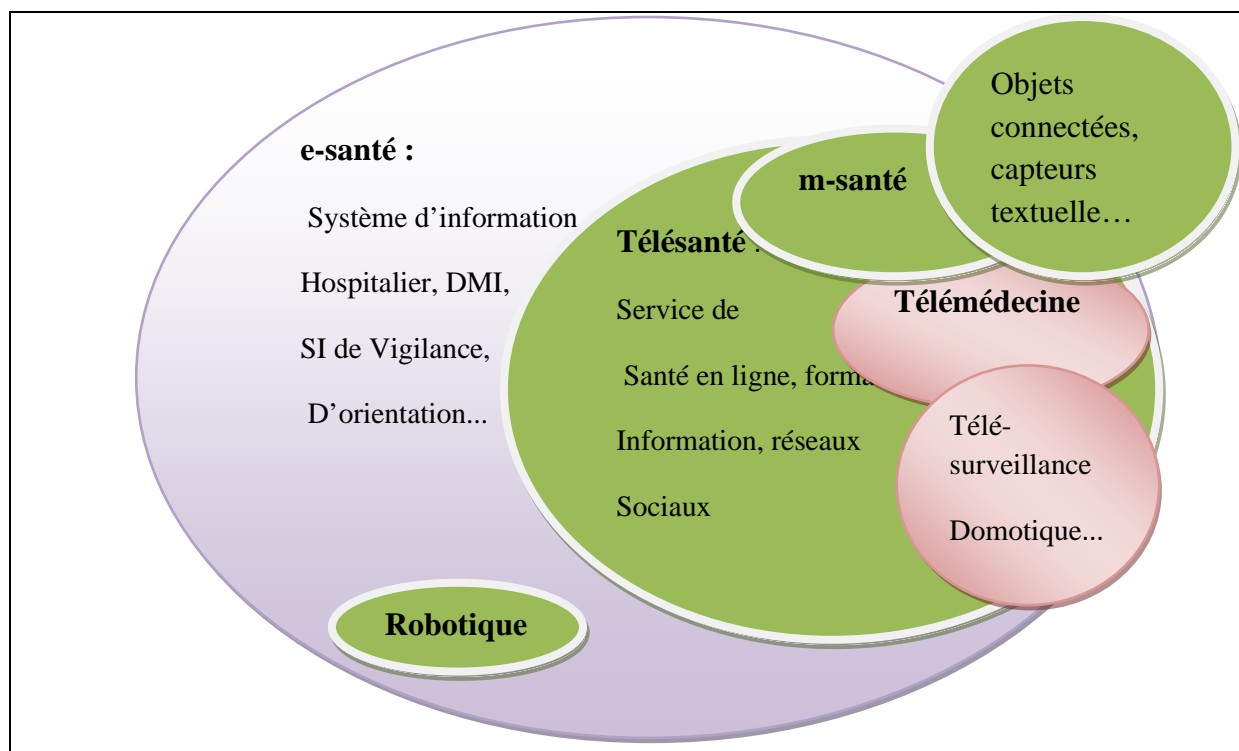 e-santé :
Système d’information
Hospitalier, DMI,
SI de Vigilance,
D’orientation...
Télésanté :
Service de
Santé en ligne, forma
Information, réseaux
Sociaux
m-santé
Objets
connectées,
capteurs
textuelle…
Télémédecine
Télé-
surveillance
Domotique...
Robotique